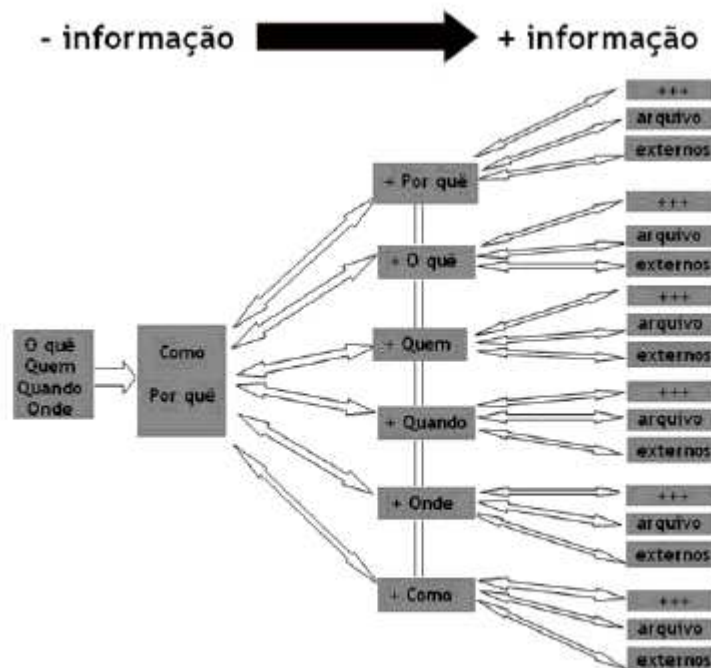 - informação
+ informação
O quê
Quem
Quando
Onde
Como
Por quê
+ Por quê
+ O quê
+ Quem
+ Quando
+ Onde
+ Como
+++
arquivo
externos
+++
arquivo
externos
+++
arquivo
externos
+++
arquivo
externos
+++
arquivo
externos
+++
arquivo
externos